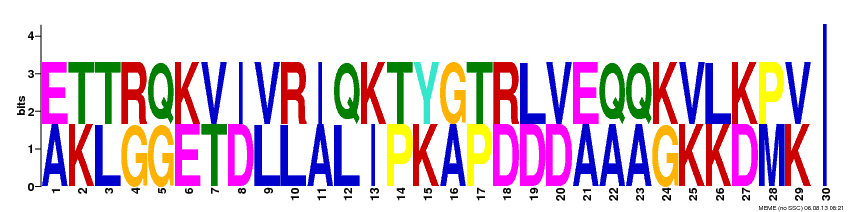 4
3
2
1
0
bits
ETTRQKVIVRIQKTYGTRLVEQQKVLKPVI
AKLGGETDLLALIPKAPDDDAAAGKKDMK
1 2 3 4 5 6 7 8 9 10 11 12 13 14 15 16 17 18 19 20 21 22 23 24 25 26 27 28 29 30
MEME (no SSC) 06.08.13 06:21